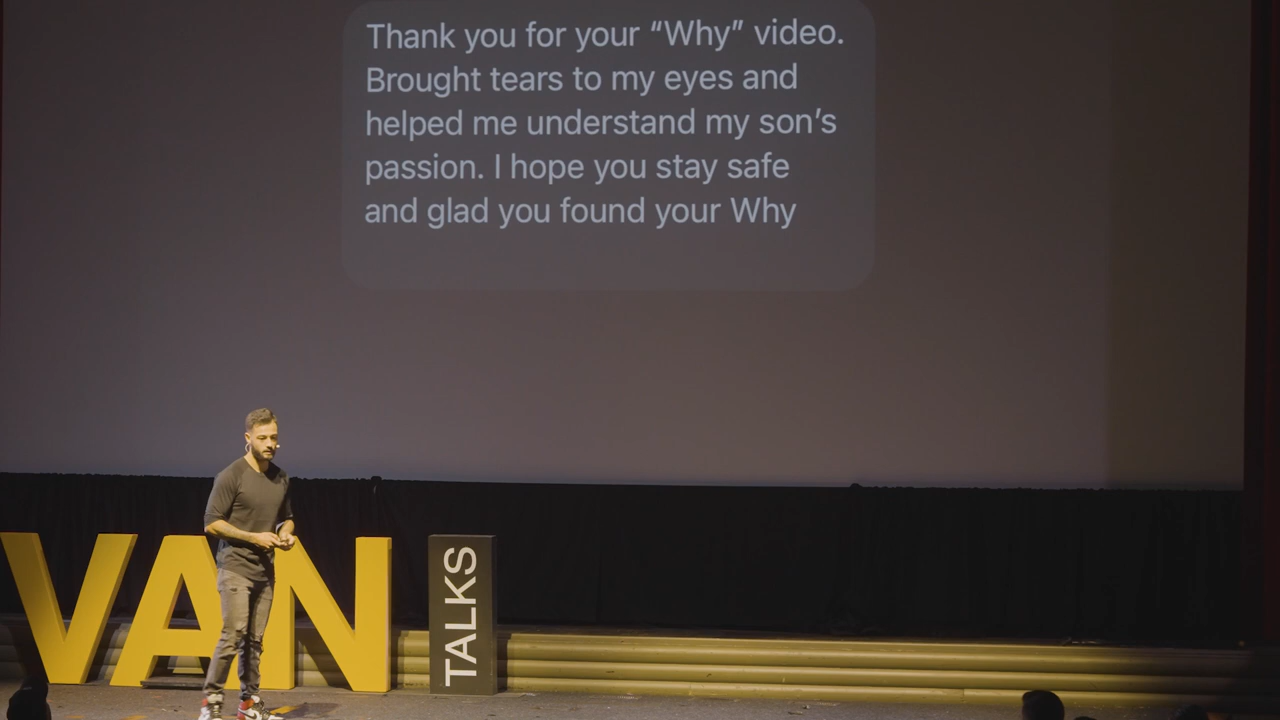 Thank you for your “Why” video.
Brought tears to my eyes and
helped me understand my son’s
passion. I hope you stay safe
and glad you found your Why
VAN
TALKS